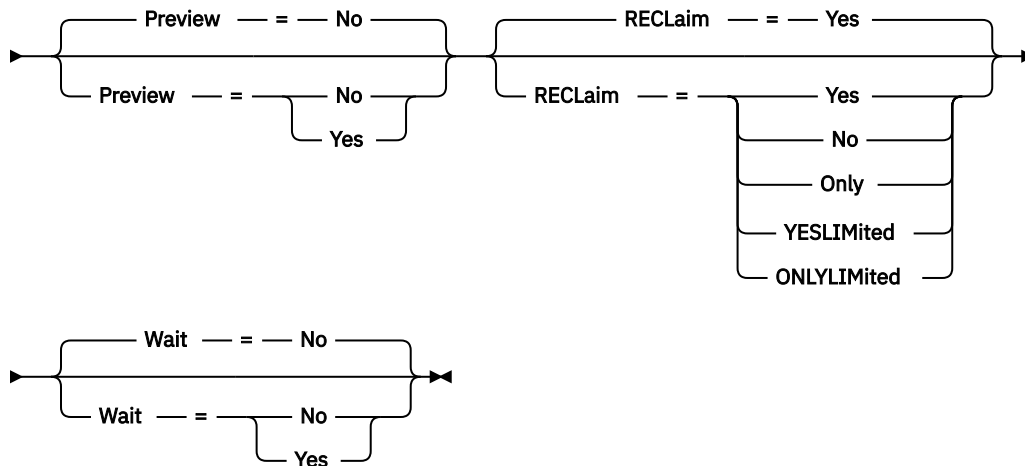 Preview = No RECLaim = Yes
Preview = No RECLaim = Yes
Yes No
Only
YESLIMited
ONLYLIMited
Wait = No
Wait = No
Yes